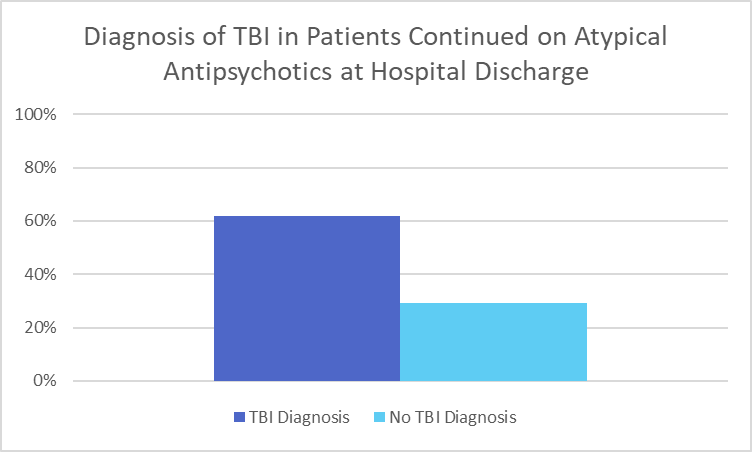 Diagnosis of TBI in Patients Continued on Atypical
Antipsychotics at Hospital Discharge
100%
80%
60%
40%
20%
0%
TBI Diagnosis
No TBI Diagnosis